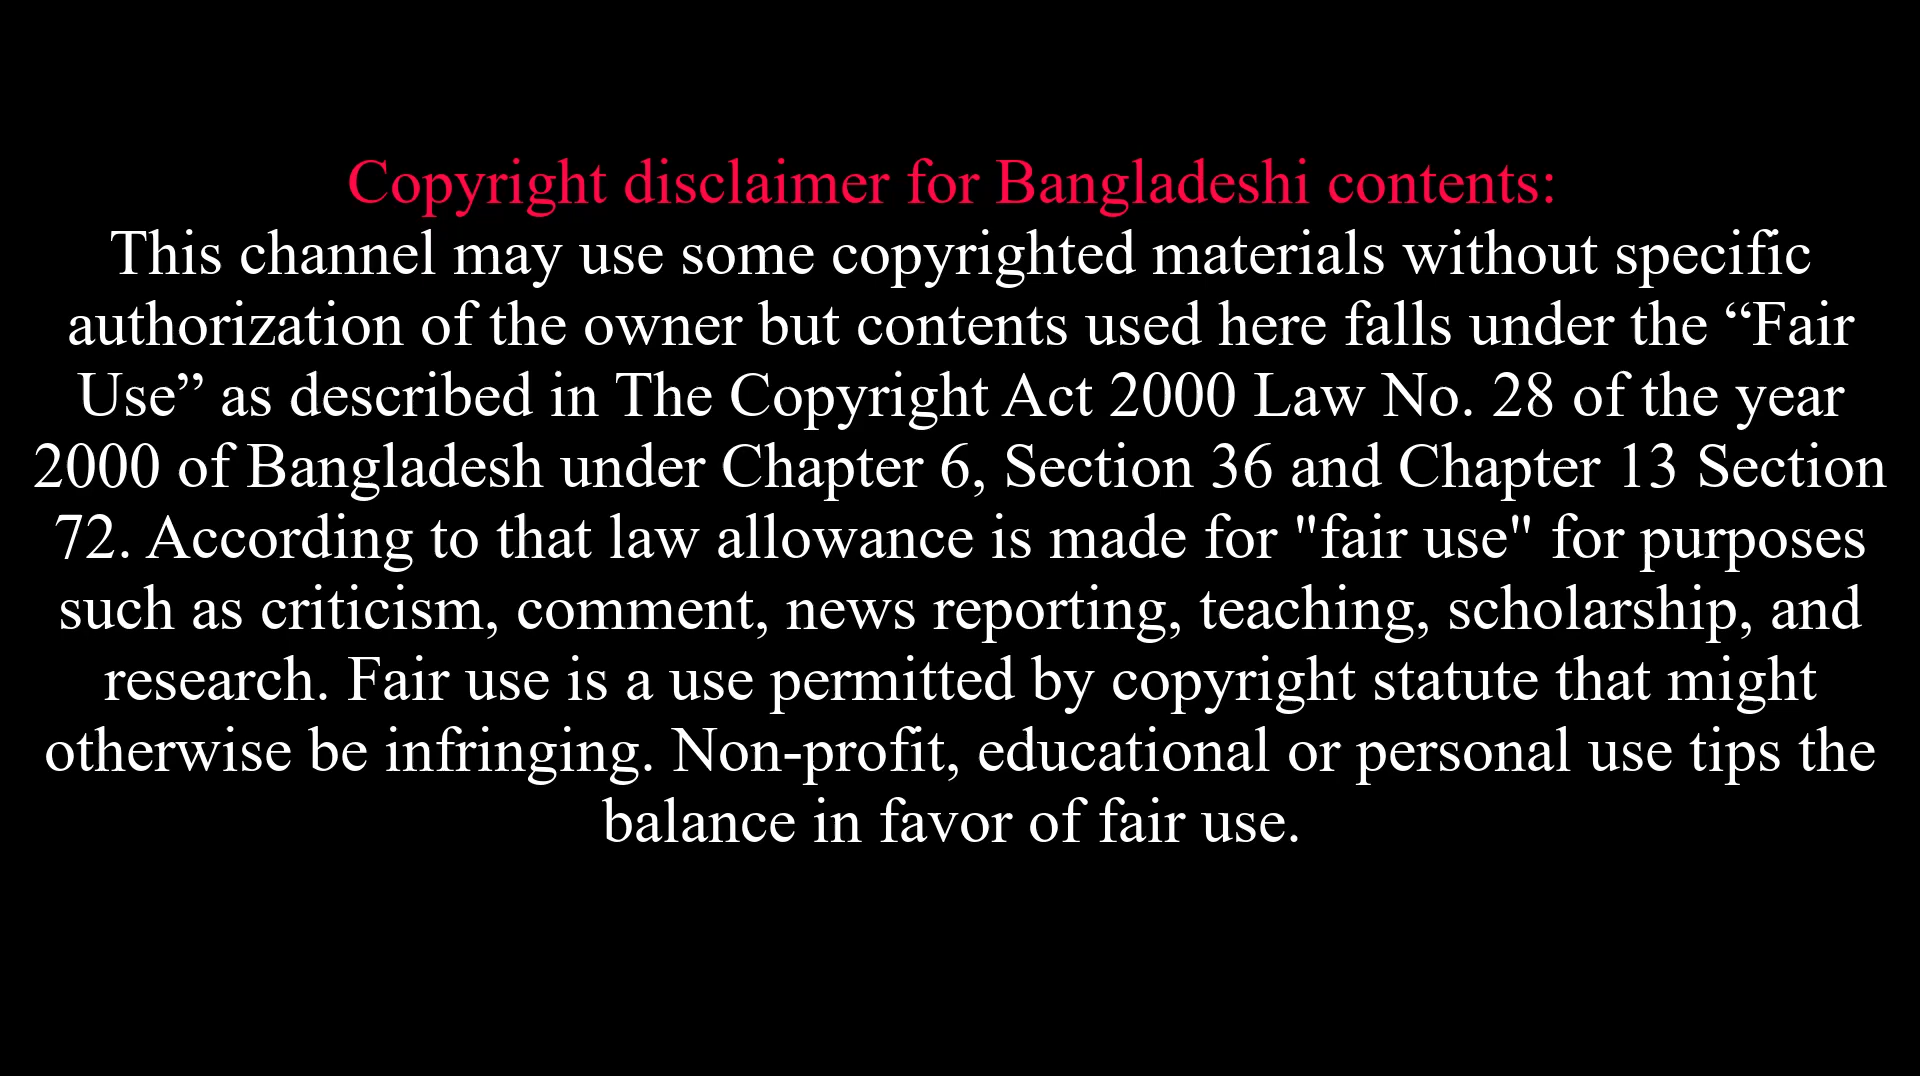 Copyright disclaimer for Bangladeshi contents:
This channel may use some copyrighted materials without specific
authorization of the owner but contents used here falls under the “Fair
Use” as described in The Copyright Act 2000 Law No. 28 of the year
2000 of Bangladesh under Chapter 6, Section 36 and Chapter 13 Section
72. According to that law allowance is made for "fair use" for purposes
such as criticism, comment, news reporting, teaching, scholarship, and
research. Fair use is a use permitted by copyright statute that might
otherwise be infringing. Non-profit, educational or personal use tips the
balance in favor of fair use.